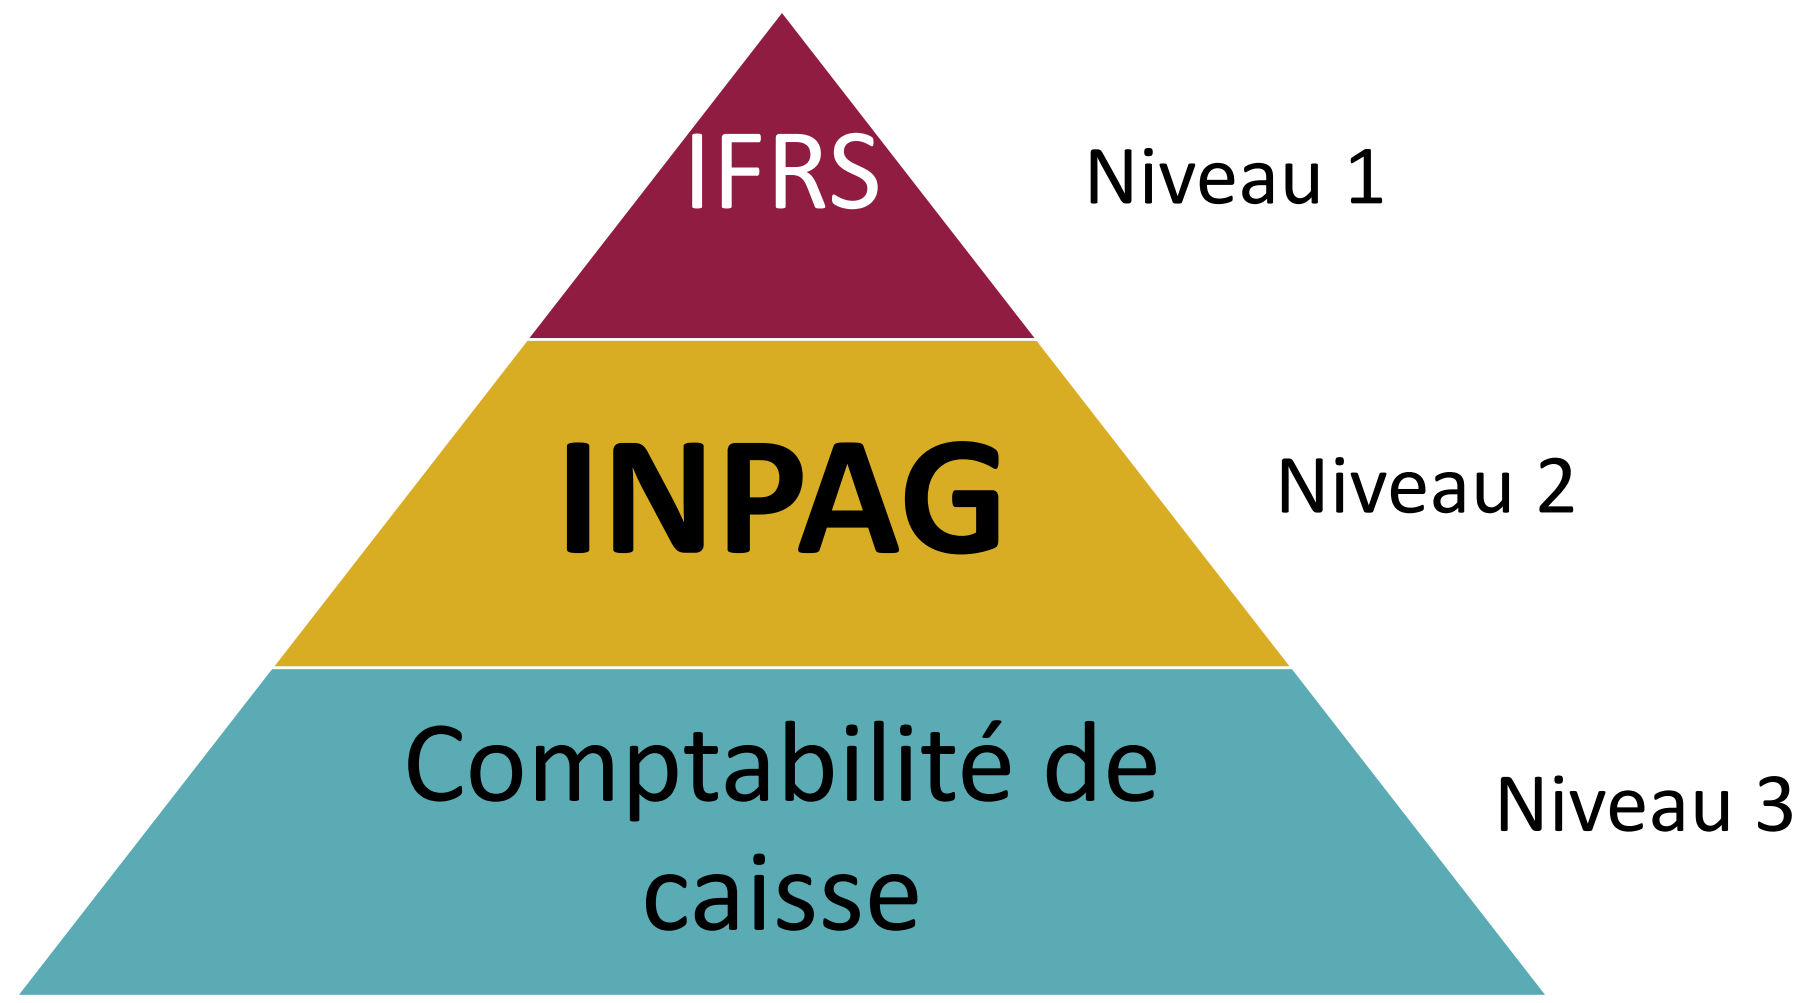 IFRS
Niveau 1
INPAG
Niveau 2
Comptabilité de
caisse
Niveau 3